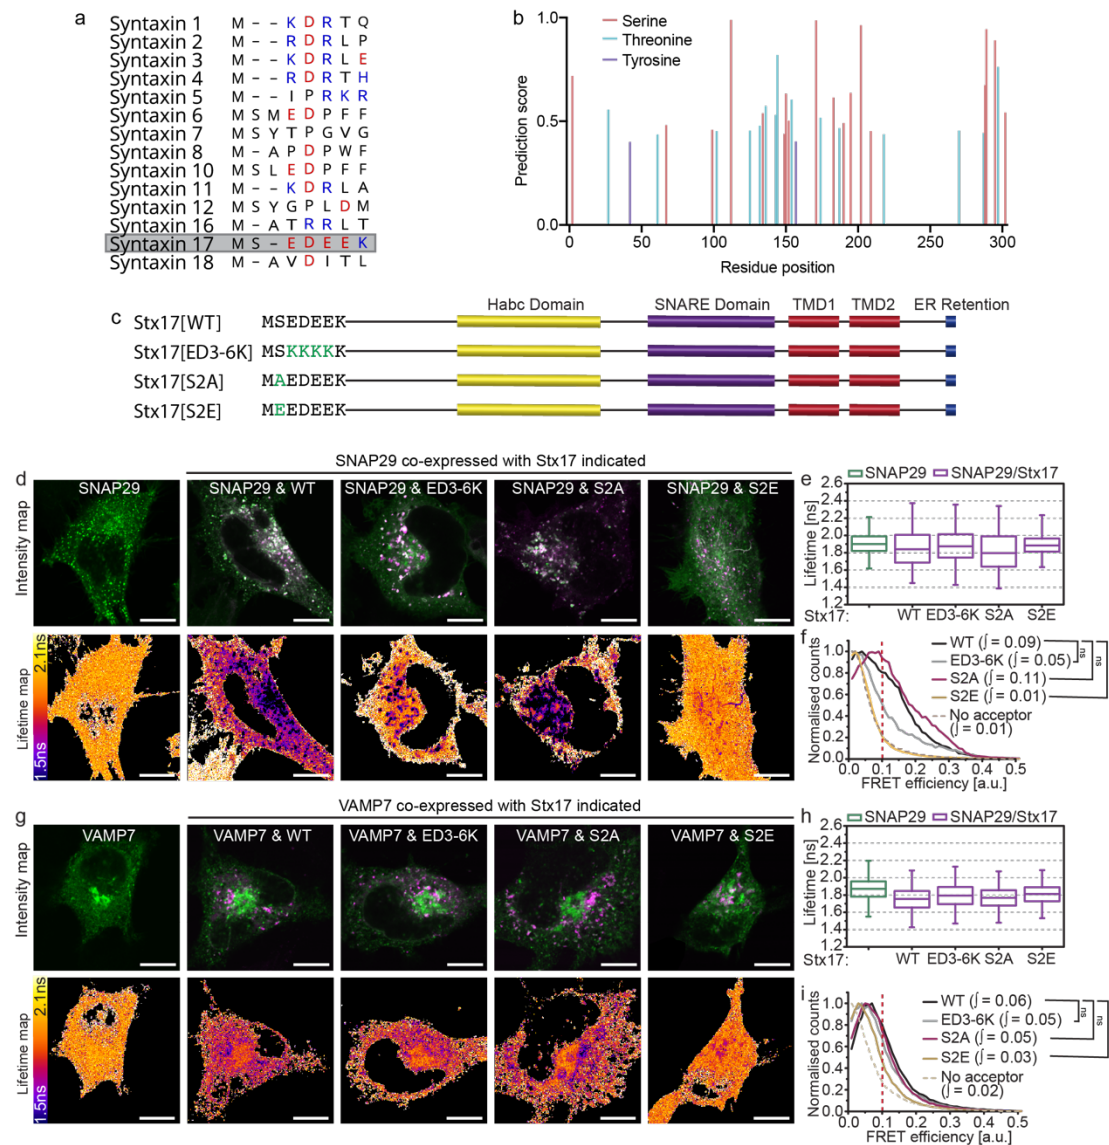 a
Syntaxin 1 M - - K D R T Q
Syntaxin 2 M - - R D R L P
Syntaxin 3 M - - K D R L E
Syntaxin 4 M - - R D R T H
Syntaxin 5 M - - I P R K R
Syntaxin 6 M S M E D P F F
Syntaxin 7 M S Y T P G V G
Syntaxin 8 M - A P D P W F
Syntaxin 10 M S L E D P F F
Syntaxin 11 M - - K D R L A
Syntaxin 12 M S Y G P L D M
Syntaxin 16 M - A T R R L T
Syntaxin 17 M S - E D E E K
Syntaxin 18 M - A V D I T L
b
Serine
Threonine
Tyrosine
Prediction score
1.0
0.5
1.0
0 50 100 150 200 250 300
Residue position
c
Habc Domain SNARE Domain TMD1 TMD2 ER Retention
Stx17[WT] MSEDEEK
Stx17[ED3-6K] MSKKKKK
Stx17[S2A] MAEDEEK
Stx17[S2E] MEEDEEK
d
SNAP29 co-expressed with Stx17 indicated
Intensity map
SNAP29 SNAP29 & WT SNAP29 & ED3-6K SNAP29 & S2A SNAP29 & S2E
Lifetime map
1.5ns 2.1ns
e
SNAP29 SNAP29/Stx17
Lifetime [ns]
2.6
2.4
2.2
2.0
1.8
1.6
1.4
1.2
Stx17: WT ED3-6K S2A S2E
f
Normalised counts
1.0
0.8
0.6
0.4
0.2
0.0
WT (∫ = 0.09)
ED3-6K (∫ = 0.05)
S2A (∫ = 0.11)
S2E (∫ = 0.01)
No acceptor
(∫ = 0.01)
ns
ns
0.0 0.1 0.2 0.3 0.4 0.5
FRET efficiency [a.u.]
g
VAMP7 co-expressed with Stx17 indicated
Intensity map
VAMP7 VAMP7 & WT VAMP7 & ED3-6K VAMP7 & S2A VAMP7 & S2E
Lifetime map
1.5ns 2.1ns
h
SNAP29 SNAP29/Stx17
Lifetime [ns]
2.6
2.4
2.2
2.0
1.8
1.6
1.4
1.2
Stx17: WT ED3-6K S2A S2E
i
Normalised counts
1.0
0.8
0.6
0.4
0.2
0.0
WT (∫ = 0.06)
ED3-6K (∫ = 0.05)
S2A (∫ = 0.05)
S2E (∫ = 0.03)
No acceptor
(∫ = 0.02)
ns
ns
ns
0.0 0.1 0.2 0.3 0.4 0.5
FRET efficiency [a.u.]